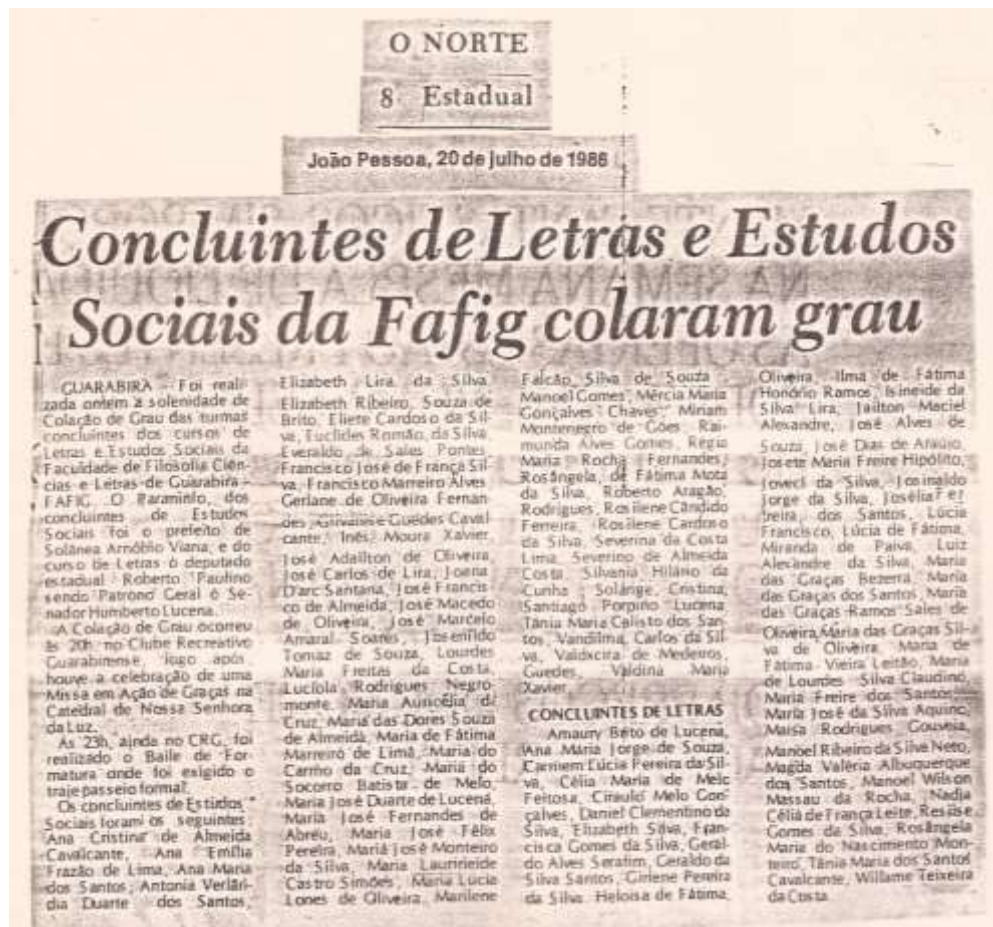 O NORTE
8 Estadual
João Pessoa, 20 de julho de 1986
Concluintes de Letras e Estudos
Sociais da Fafig colaram grau
GUARABIRA - Foi reali-
zada ontem a solenidade de
Colação de Grau das turmas
concluintes dos cursos de
Letras e Estudos Sociais da
Faculdade de Filosofia Ciên-
cias e Letras de Guarabira -
FAFIG. O Paraninfo, dos
concluintes de Estudos
Sociais foi o prefeito de
Solânea Arnóbio Viana, e do
curso de Letras o deputado
estadual Roberto Paulino
sendo Patrono Geral o Se-
nador Humberto Lucena.
A Colação de Grau ocorreu
às 20h no Clube Recreativo
Guarabirense, logo após,
houve a celebração de uma
Missa em Ação de Graças na
Catedral de Nossa Senhora
da Luz.
Às 23h, ainda no CRG, foi
realizado o Baile de For-
matura onde foi exigido o
traje passeio formal.
Os concluintes de Estudos
Sociais foram os seguintes
Ana Cristina de Almeida
Cavalcante, Ana Emília
Frazão de Lima, Ana Maria
dos Santos, Antonia
Duarte dos Santos,
Elizabeth Lira da Silva,
Elizabeth Ribeiro, Souza de
Brito, Eliete Cardoso da Sil-
va, Euclides Romão, da Silva
Everaldo de Sales Pontes,
Francisco José de França Sil-
va, Francisco Marreiro Alves
Gerlane de Oliveira Fernan-
des, Guedes Caval
cante, Inês, Moura Xavier,
José Adailton de Oliveira
José Carlos de Lira, Joana
D'arc Santana, José Francis
co de Almeida, José Macedo
de Oliveira, José Marcelo
Amaral Soares, Josenildo
Tomaz de Souza, Lourdes
Maria Freitas da Costa,
Lucíola, Rodrigues Negro-
monte, Maria da
Cruz, Maria das Dores Souza
de Almeida, Maria de Fátima
Marreiro de Lima, Maria do
Carmo da Cruz, Maria do
Socorro Batista de Melo,
Maria José Duarte de Lucena,
Maria José Fernandes de
Abreu, Maria José Félix
Pereira, Maria José Monteiro
da Silva, Maria
Castro Simões, Maria Lucia
de Oliveira, Marilene
Falcão Silva de Souza
Manoel Gomes, Mércia Maria
Gonçalves Chaves, Miriam
Montenegro de Góes, Rai-
munda Alves Gomes, Regia
Maria Rocha Fernandes,
Rosângela, de Fátima Mota
da Silva, Roberto Aragão,
Rodrigues, Rosilene Cândido
Ferreira, Rosilene Cardoso
da Silva, Severina da Costa
Lima, Severino de Almeida
Costa, Silvania Hilário da
Cunha, Solange, Cristina,
Santiago Porpino Lucena,
Tânia Maria Calisto dos San-
tos, Vandilma, Carlos da Sil-
va, de Medeiros,
Guedes, Valdina Maria
Xavier.
CONCLUINTES DE LETRAS
Amaury Brito de Lucena,
Ana Maria Jorge de Souza,
Carmem Lúcia Pereira da Sil-
va, Célia Maria de Melo
Feitosa, Ciraulo Melo Gon-
çalves, Daniel Clementino da
Silva, Elizabeth Silva, Fran-
cisca Gomes da Silva, Geral-
do Alves Serafim, Geraldo da
Silva Santos, Girlene Pereira
da Silva, Heloisa de Fátima,
Oliveira, Ilma de Fátima
Honório Ramos, Isineide da
Silva Lira, Jailton Maciel
Alexandre, José Alves de
Souza, José Dias de Araújo,
Josete Maria Freire Hipólito,
Joveci da Silva, Josinaldo
Jorge da Silva, Josélia Fer
reira, dos Santos, Lúcia
Francisco, Lúcia de Fátima,
Miranda de Paiva, Luiz
Alexandre da Silva, Maria
das Graças Bezerra, Maria
das Graças dos Santos, Maria
das Graças Ramos Sales de
Oliveira, Maria das Graças Sil-
va de Oliveira, Maria de
Fátima Vieira Leitão, Maria
de Lourdes Silva Claudino,
Maria Freire dos Santos,
Maria José da Silva Aquino,
Maisa Rodrigues Gouveia,
Manoel Ribeiro da Silva Neto,
Magda Valéria Albuquerque
dos Santos, Manoel Wilson
Massau da Rocha, Nadja
Célia de França Leite,
Gomes da Silva, Rosângela
Maria do Nascimento Mon-
teiro, Tânia Maria dos Santos
Cavalcante, Willame Teixeira
da Costa.